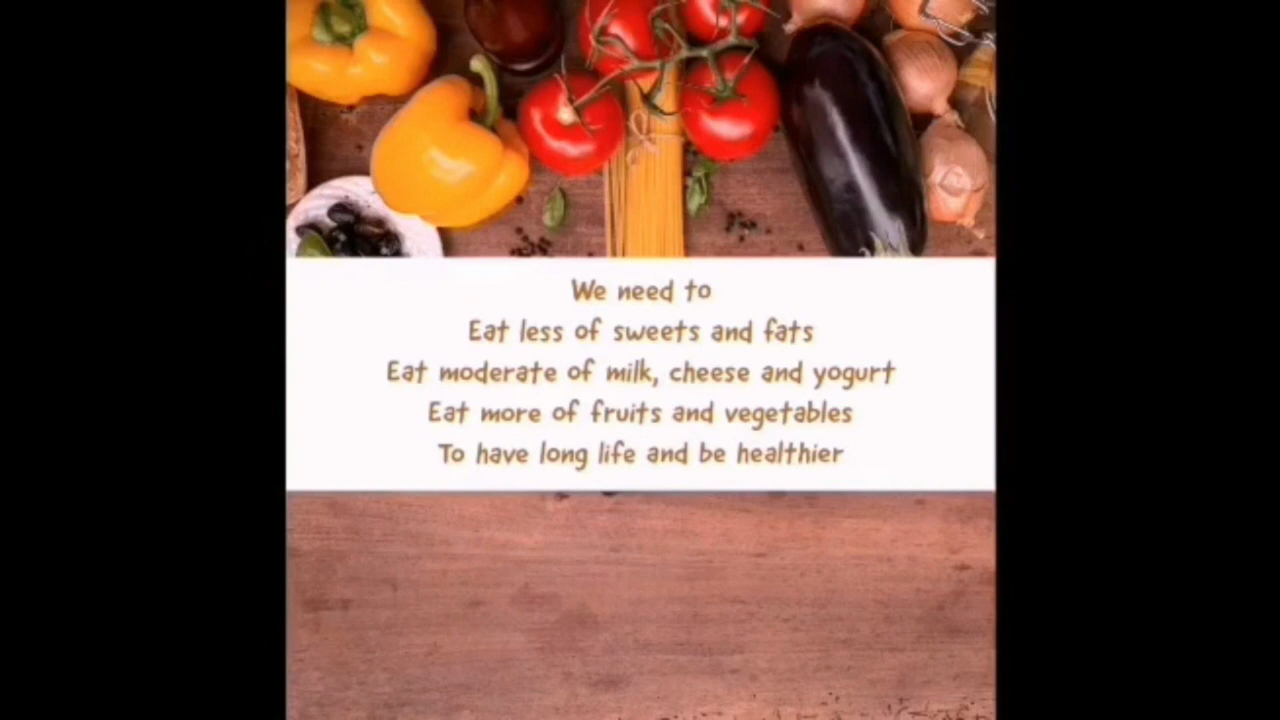 We need to
Eat less of sweets and fats
Eat moderate of milk, cheese and yogurt
Eat more of fruits and vegetables
To have long life and be healthier